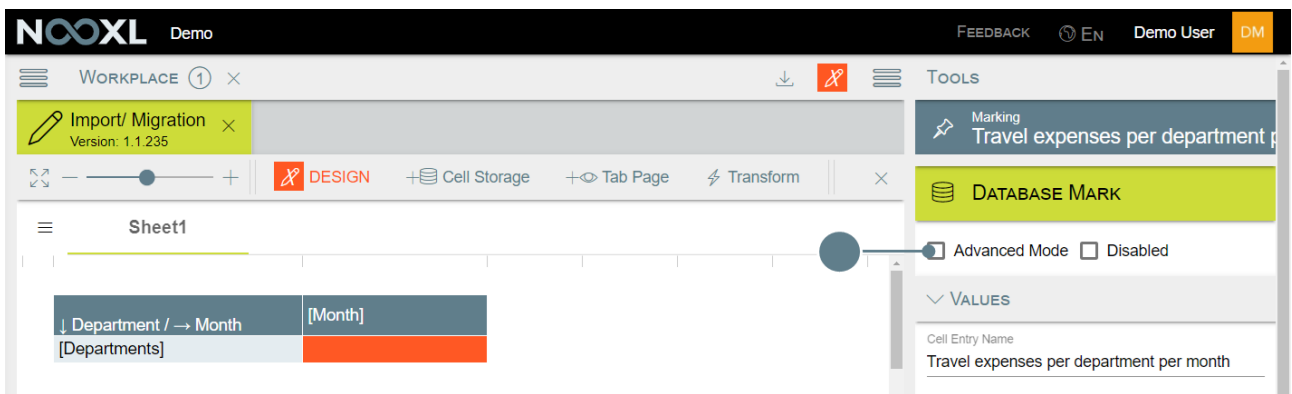 NOOXL Demo FEEDBACK EN Demo User DM
WORKPLACE 1 TOOLS
Import/ Migration
Version: 1.1.235
Marking
Travel expenses per department
DESIGN Cell Storage Tab Page Transform
DATABASE MARK
Sheet1
Advanced Mode Disabled
VALUES
↓ Department / → Month [Month]
[Departments]
Cell Entry Name
Travel expenses per department per month